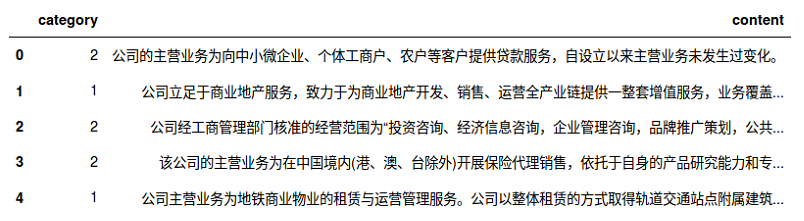 category content
0 2 公司的主营业务为向中小微企业、个体工商户、农户等客户提供贷款服务，自设立以来主营业务未发生过变化。
1 1 公司立足于商业地产服务，致力于为商业地产开发、销售、运营全产业链提供一整套增值服务，业务覆盖...
2 2 公司经工商管理部门核准的经营范围为“投资咨询、经济信息咨询，企业管理咨询，品牌推广策划，公共...
3 2 该公司的主营业务为在中国境内(港、澳、台除外)开展保险代理销售，依托于自身的产品研究能力和专...
4 1 公司主营业务为地铁商业物业的租赁与运营管理服务。公司以整体租赁的方式取得轨道交通站点附属建筑...